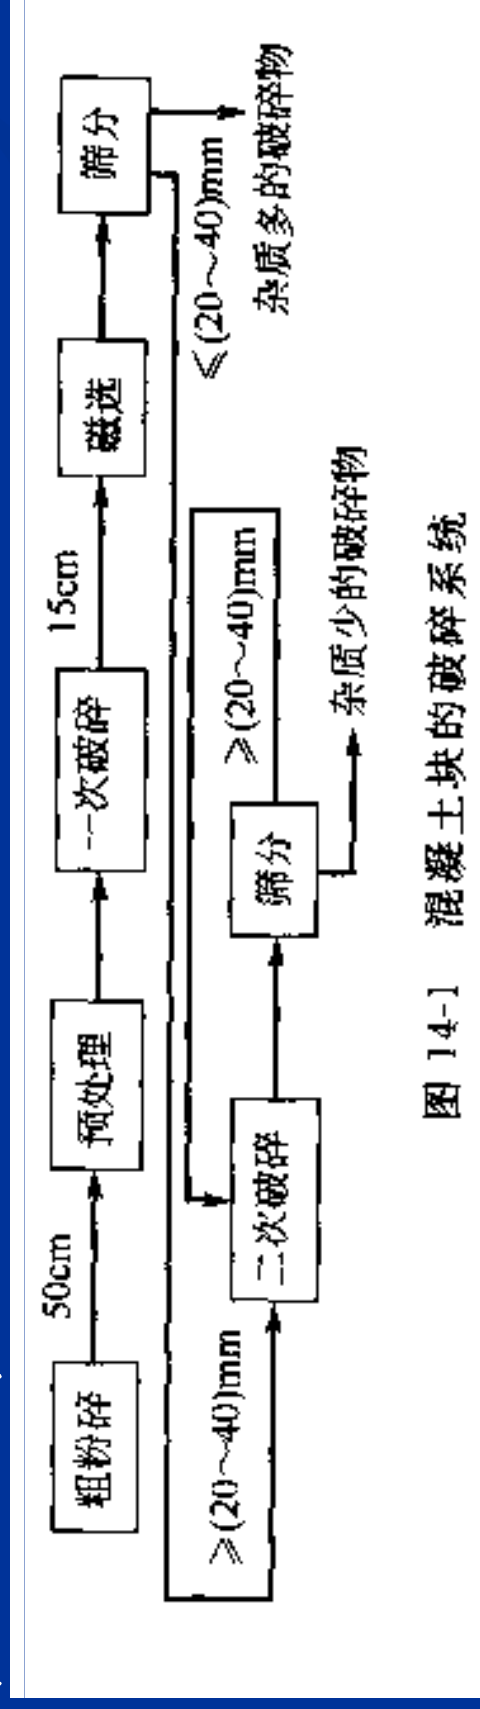 粗粉碎
50cm
预处理
一次破碎
15cm
磁选
筛分
≤(20～40)mm
杂质多的破碎物
≥(20～40)mm
二次破碎
筛分
≥(20～40)mm
杂质少的破碎物
图 14-1 混凝土块的破碎系统